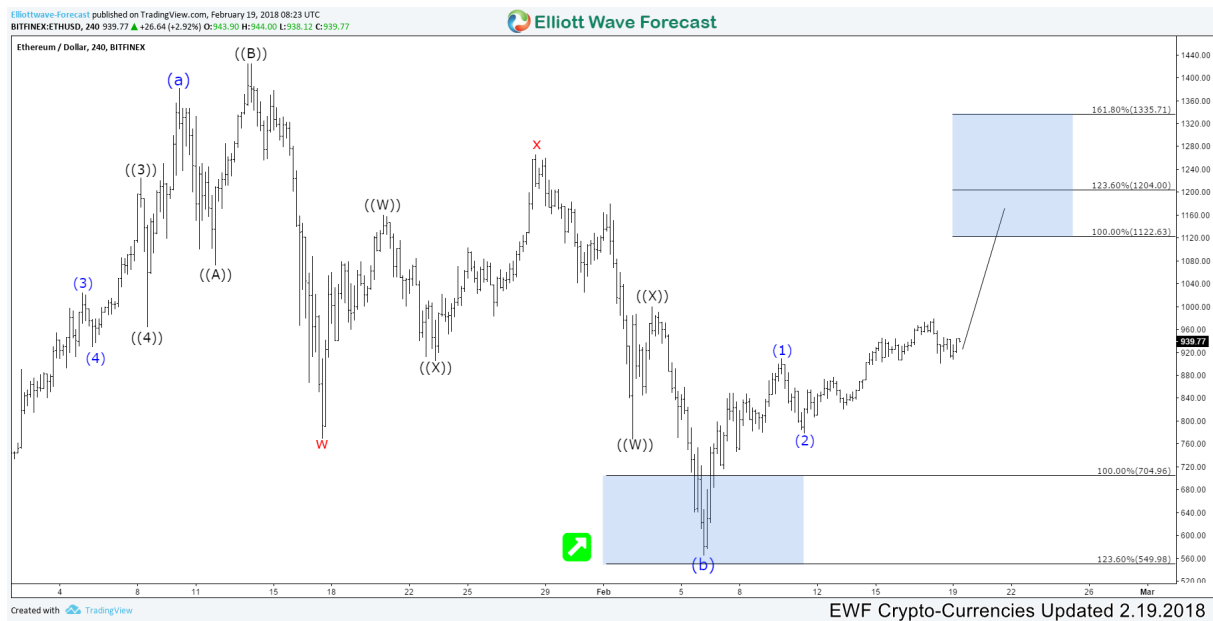 Elliottwave-Forecast published on TradingView.com, February 19, 2018 08:23 UTC
BITFINEX:ETHUSD, 240 939.77 ▲ +26.64 (+2.92%) O:943.90 H:944.00 L:938.12 C:939.77
Elliott Wave Forecast
Ethereum / Dollar, 240, BITFINEX
((B))
1440.00
(a)
1400.00
1360.00
161.80%(1335.71)
1320.00
x
1280.00
1240.00
((3))
123.60%(1204.00)
1200.00
((W))
1160.00
100.00%(1122.63)
1120.00
1080.00
((A))
1040.00
(3)
((X))
1000.00
960.00
((4))
939.77
(4)
920.00
(1)
((X))
880.00
840.00
800.00
w
((W))
(2)
760.00
720.00
100.00%(704.96)
680.00
640.00
600.00
(b)
560.00
123.60%(549.98)
520.00
4 8 11 15 18 22 25 29 Feb 5 8 12 15 19 22 26 Mar
Created with TradingView
EWF Crypto-Currencies Updated 2.19.2018